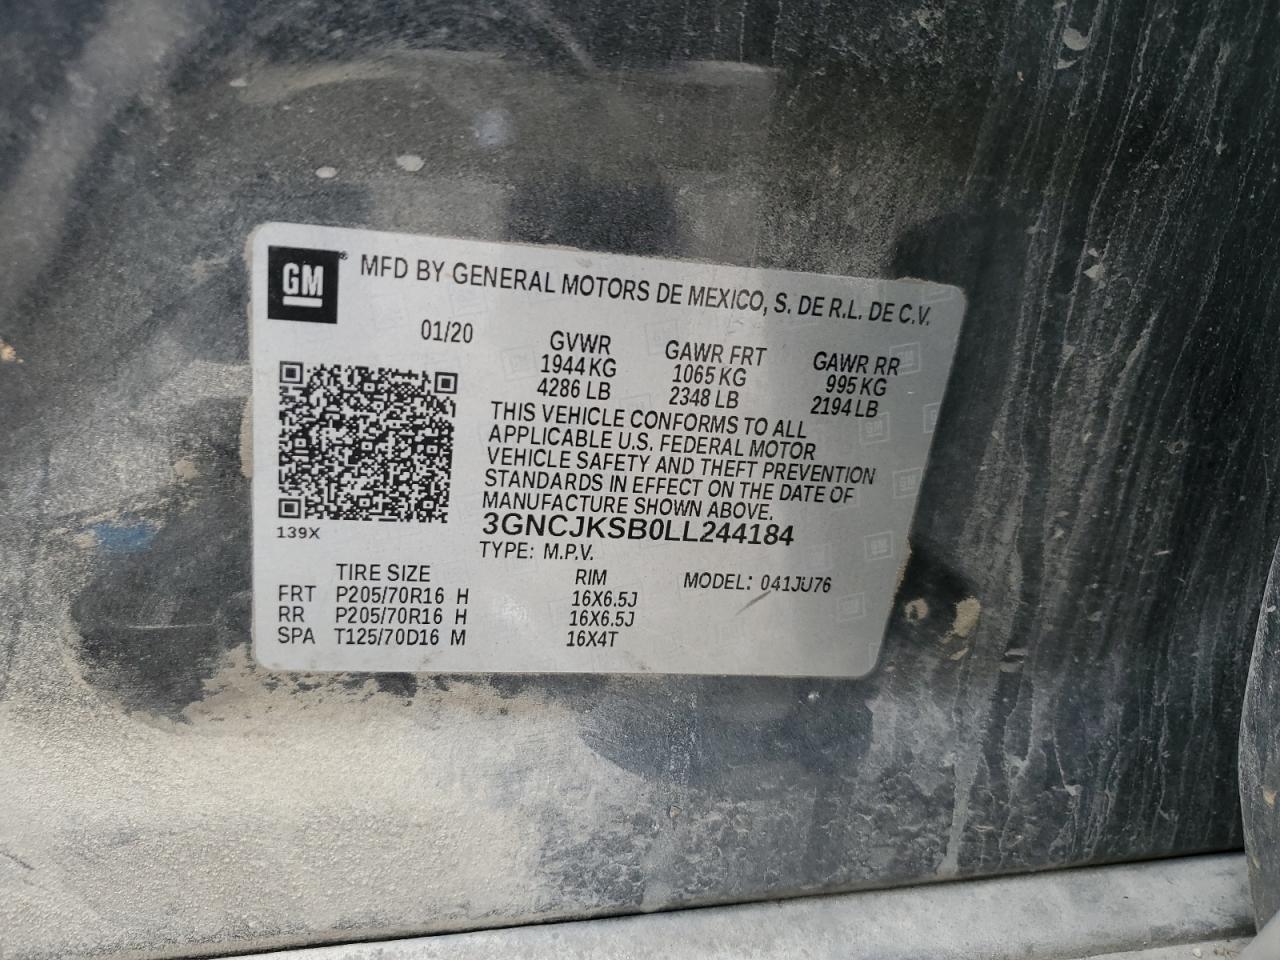 GM ® MFD BY GENERAL MOTORS DE MEXICO, S. DE R.L. DE C.V.
01/20 GVWR GAWR FRT GAWR RR
1944 KG 1065 KG 995 KG
4286 LB 2348 LB 2194 LB
THIS VEHICLE CONFORMS TO ALL
APPLICABLE U.S. FEDERAL MOTOR
VEHICLE SAFETY AND THEFT PREVENTION
STANDARDS IN EFFECT ON THE DATE OF
MANUFACTURE SHOWN ABOVE.
139X 3GNCJKSB0LL244184
TYPE: M.P.V.
TIRE SIZE RIM MODEL: 041JU76
FRT P205/70R16 H 16X6.5J
RR P205/70R16 H 16X6.5J
SPA T125/70D16 M 16X4T